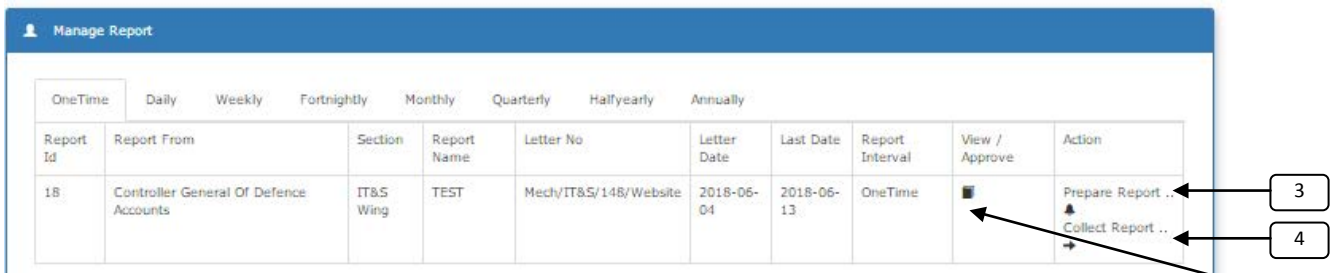 Manage Report
OneTime Daily Weekly Fortnightly Monthly Quarterly Halfyearly Annually
Report Id Report From Section Report Name Letter No Letter Date Last Date Report Interval View / Approve Action
18 Controller General Of Defence Accounts IT&S Wing TEST Mech/IT&S/148/Website 2018-06-04 2018-06-13 OneTime Prepare Report ..
Collect Report ..
3
4